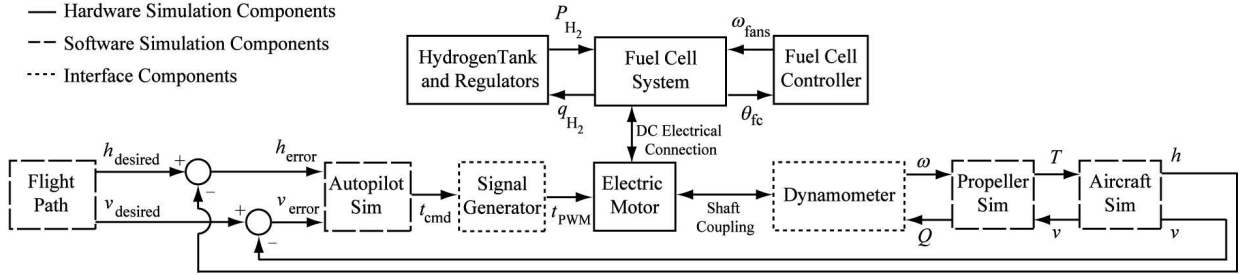 Hardware Simulation Components
Software Simulation Components
Interface Components
P_H₂
ω_fans
HydrogenTank
and Regulators
Fuel Cell
System
Fuel Cell
Controller
q_H₂
θ_fc
DC Electrical
Connection
h_desired
+
−
h_error
Flight
Path
v_desired
+
−
v_error
Autopilot
Sim
t_cmd
Signal
Generator
t_PWM
Electric
Motor
Shaft
Coupling
Dynamometer
ω
Q
Propeller
Sim
T
v
Aircraft
Sim
h
v